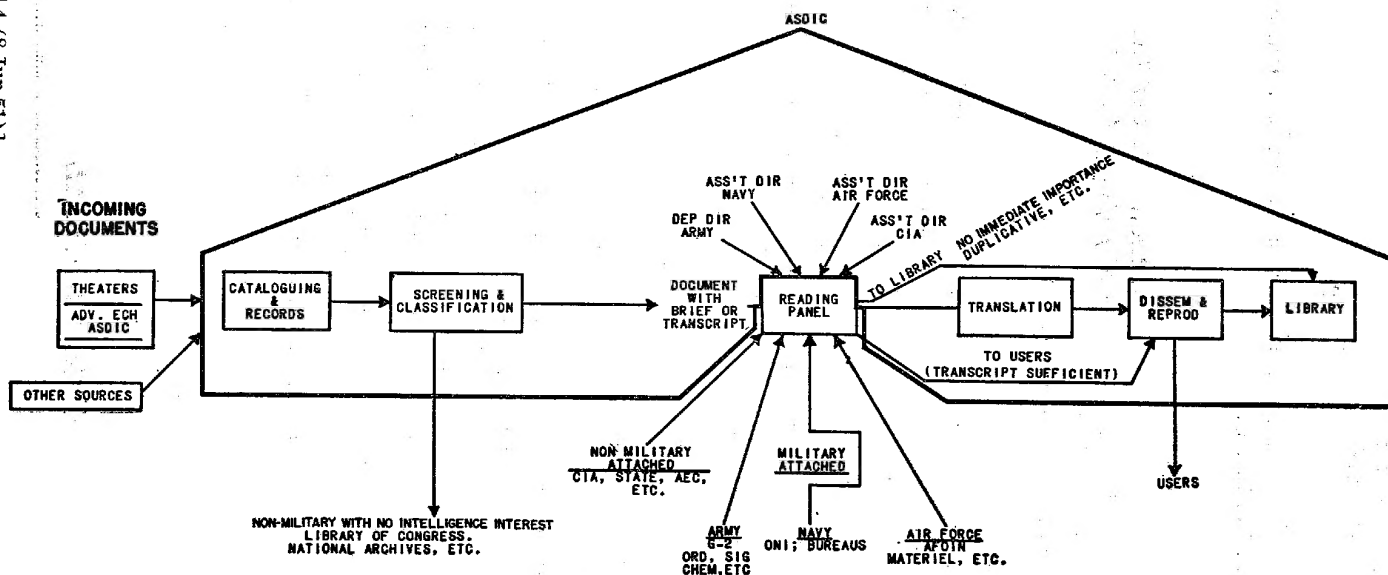 ASDIC
INCOMING
DOCUMENTS
THEATERS
ADV. ECH
ASDIC
OTHER SOURCES
CATALOGUING
&
RECORDS
SCREENING &
CLASSIFICATION
NON-MILITARY WITH NO INTELLIGENCE INTEREST
LIBRARY OF CONGRESS.
NATIONAL ARCHIVES, ETC.
DOCUMENT
WITH
BRIEF OR
TRANSCRIPT
DEP DIR
ARMY
ASS'T DIR
NAVY
ASS'T DIR
AIR FORCE
ASS'T DIR
CIA
READING
PANEL
NON MILITARY
ATTACHED
CIA, STATE, AEC,
ETC.
MILITARY
ATTACHED
ARMY
G-2
ORD, SIG
CHEM, ETC
NAVY
ONI; BUREAUS
AIR FORCE
AFOIN
MATERIEL, ETC.
TO LIBRARY NO IMMEDIATE IMPORTANCE
DUPLICATIVE, ETC.
TRANSLATION
TO USERS
(TRANSCRIPT SUFFICIENT)
DISSEM &
REPROD
LIBRARY
USERS